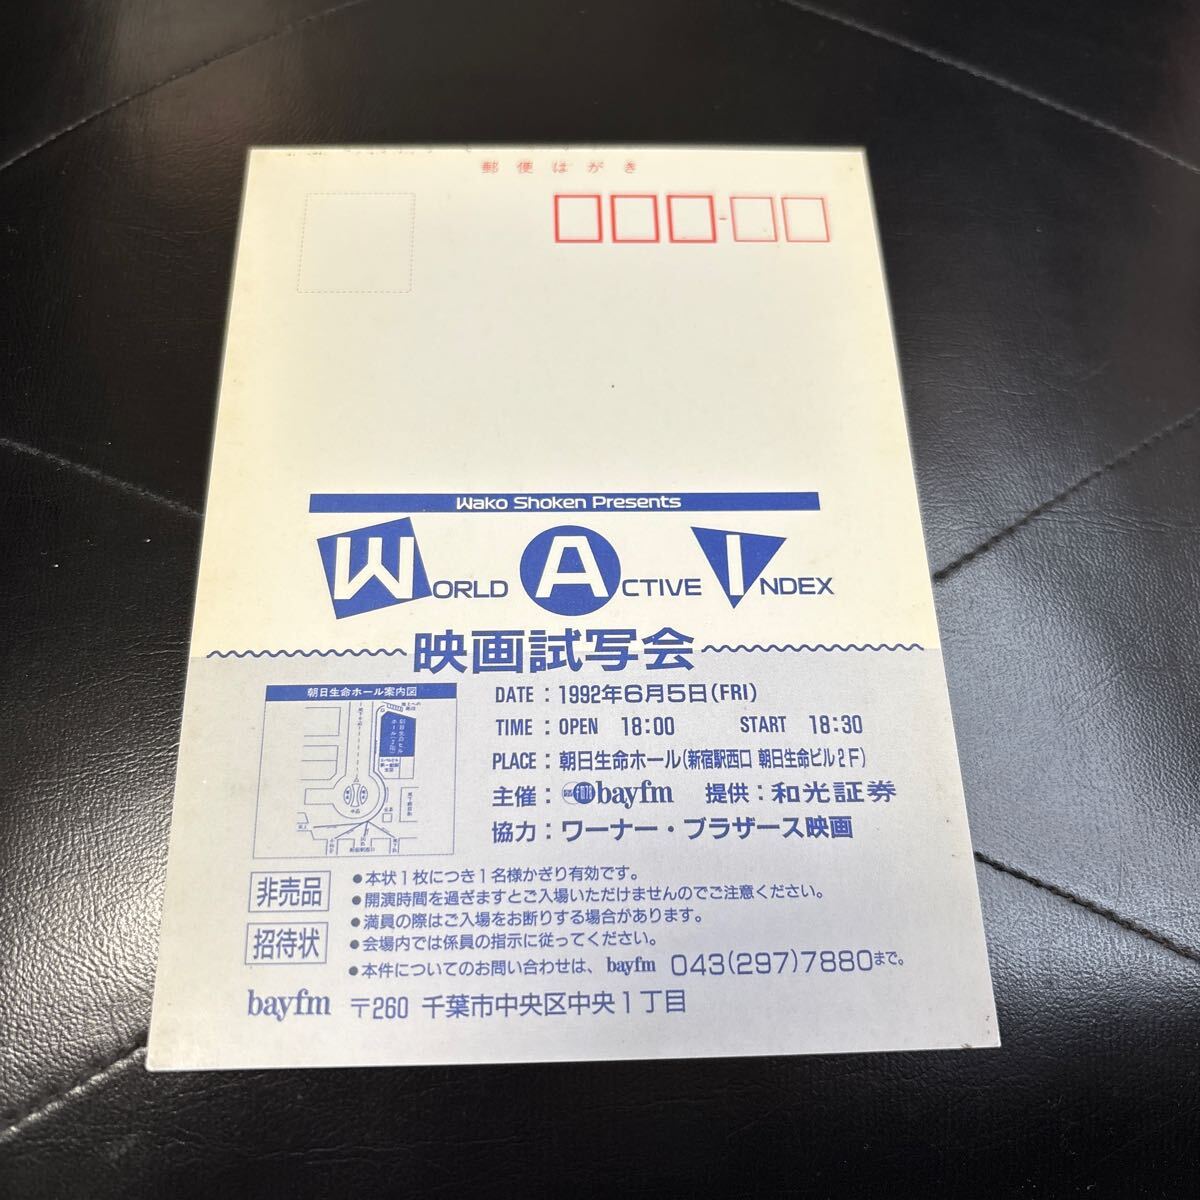 郵便はがき
Wako Shoken Presents
WORLD ACTIVE INDEX
映画試写会
朝日生命ホール案内図
DATE : 1992年6月5日(FRI)
TIME : OPEN 18:00 START 18:30
PLACE : 朝日生命ホール(新宿駅西口 朝日生命ビル2F)
主催 : bayfm 提供 : 和光証券
協力 : ワーナー・ブラザース映画
非売品
招待状
●本状1枚につき1名様かぎり有効です。
●開演時間を過ぎますとご入場いただけませんのでご注意ください。
●満員の際はご入場をお断りする場合があります。
●会場内では係員の指示に従ってください。
●本件についてのお問い合わせは、bayfm 043(297)7880まで。
bayfm 〒260 千葉市中央区中央1丁目